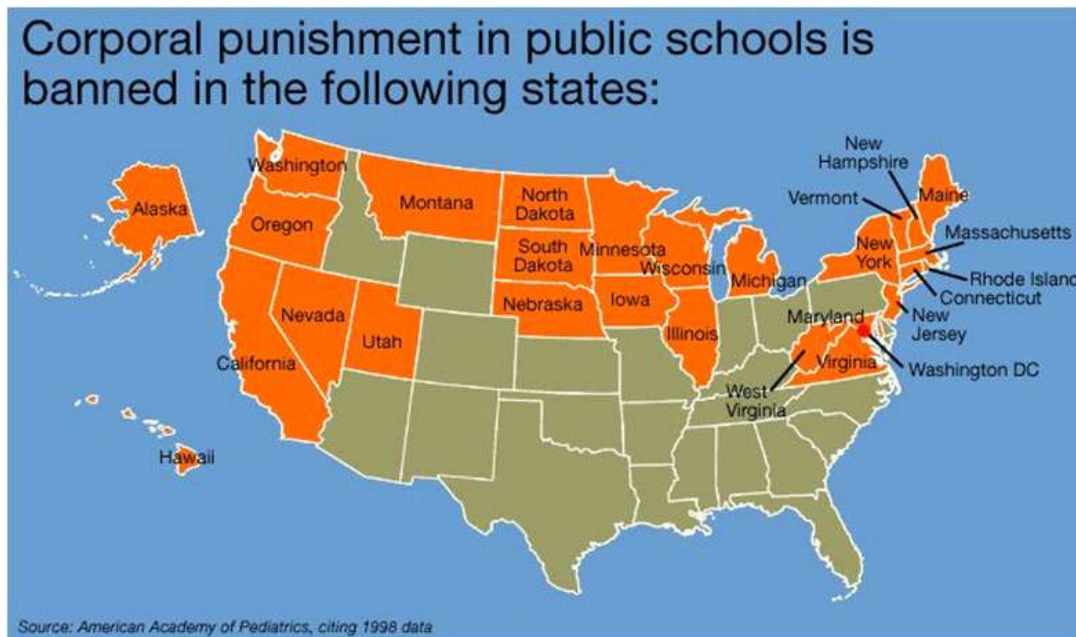 Corporal punishment in public schools is
banned in the following states:
New
Hampshire
Washington
Vermont
Maine
Montana
North
Dakota
Alaska
Oregon
Massachusetts
Minnesota
New
York
South
Dakota
Wisconsin
Michigan
Rhode Island
Connecticut
Nebraska
Iowa
Nevada
Maryland
New
Jersey
Utah
Illinois
California
Virginia
Washington DC
West
Virginia
Hawaii
Source: American Academy of Pediatrics, citing 1998 data